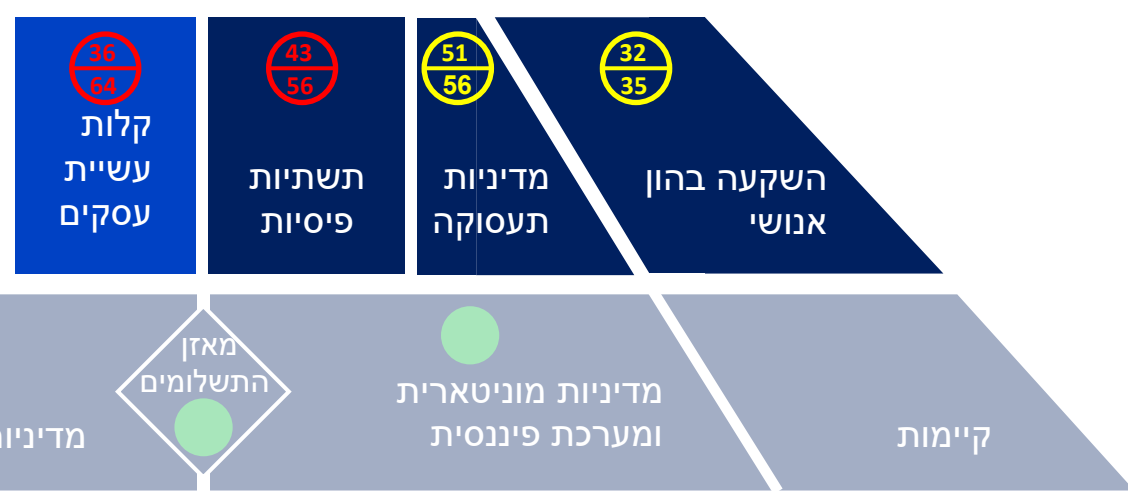 32
35
השקעה בהון
אנושי
51
56
מדיניות
תעסוקה
43
56
תשתיות
פיסיות
36
64
קלות
עשיית
עסקים
קיימות
מדיניות מוניטארית
ומערכת פיננסית
מאזן
התשלומים